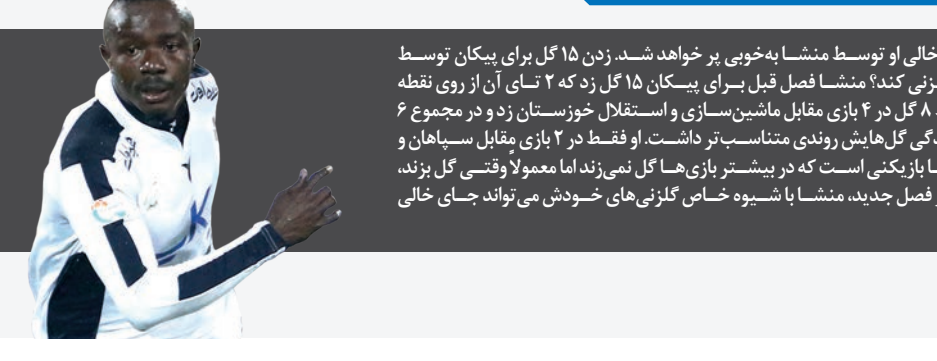 خالی او توسط منشا به‌خوبی پر خواهد شد. زدن ۱۵ گل برای پیکان توسط
زنی کند؟ منشا فصل قبل برای پیکان ۱۵ گل زد که ۲ تای آن از روی نقطه
۸ گل در ۴ بازی مقابل ماشین‌سازی و استقلال خوزستان زد و در مجموع ۶
دگی گل‌هایش روندی متناسب‌تر داشت. او فقط در ۲ بازی مقابل سپاهان و
ا بازیکنی است که در بیشتر بازی‌ها گل نمی‌زند اما معمولاً وقتی گل بزند،
فصل جدید، منشا با شیوه خاص گلزنی‌های خودش می‌تواند جای خالی